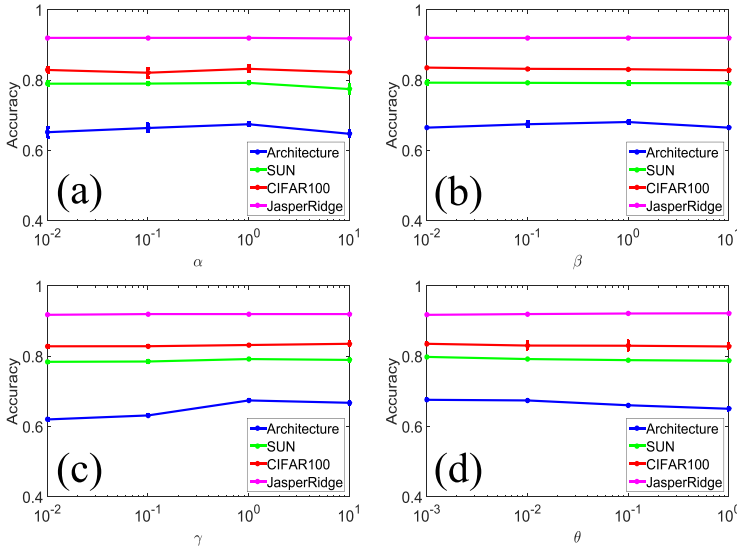 1
0.8
0.6
0.4
Accuracy
(a)
Architecture
SUN
CIFAR100
JasperRidge
10^-2 10^-1 10^0 10^1
α
1
0.8
0.6
0.4
Accuracy
(b)
Architecture
SUN
CIFAR100
JasperRidge
10^-2 10^-1 10^0 10^1
β
1
0.8
0.6
0.4
Accuracy
(c)
Architecture
SUN
CIFAR100
JasperRidge
10^-2 10^-1 10^0 10^1
γ
1
0.8
0.6
0.4
Accuracy
(d)
Architecture
SUN
CIFAR100
JasperRidge
10^-3 10^-2 10^-1 10^0
θ